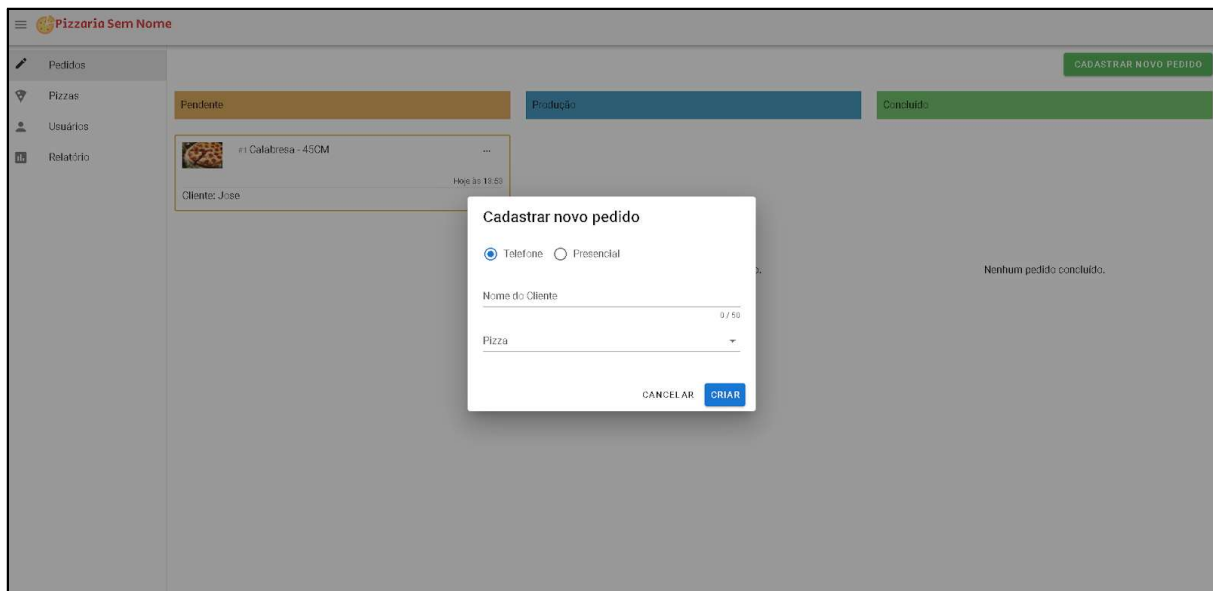 Pizzaria Sem Nome
Pedidos
Pizzas
Usuários
Relatório
CADASTRAR NOVO PEDIDO
Pendente
Produção
Concluído
#1 Calabresa - 45CM
...
Hoje às 18:53
Cliente: Jose
Cadastrar novo pedido
Telefone Presencial
Nome do Cliente
0 / 50
Pizza
CANCELAR CRIAR
o.
Nenhum pedido concluído.